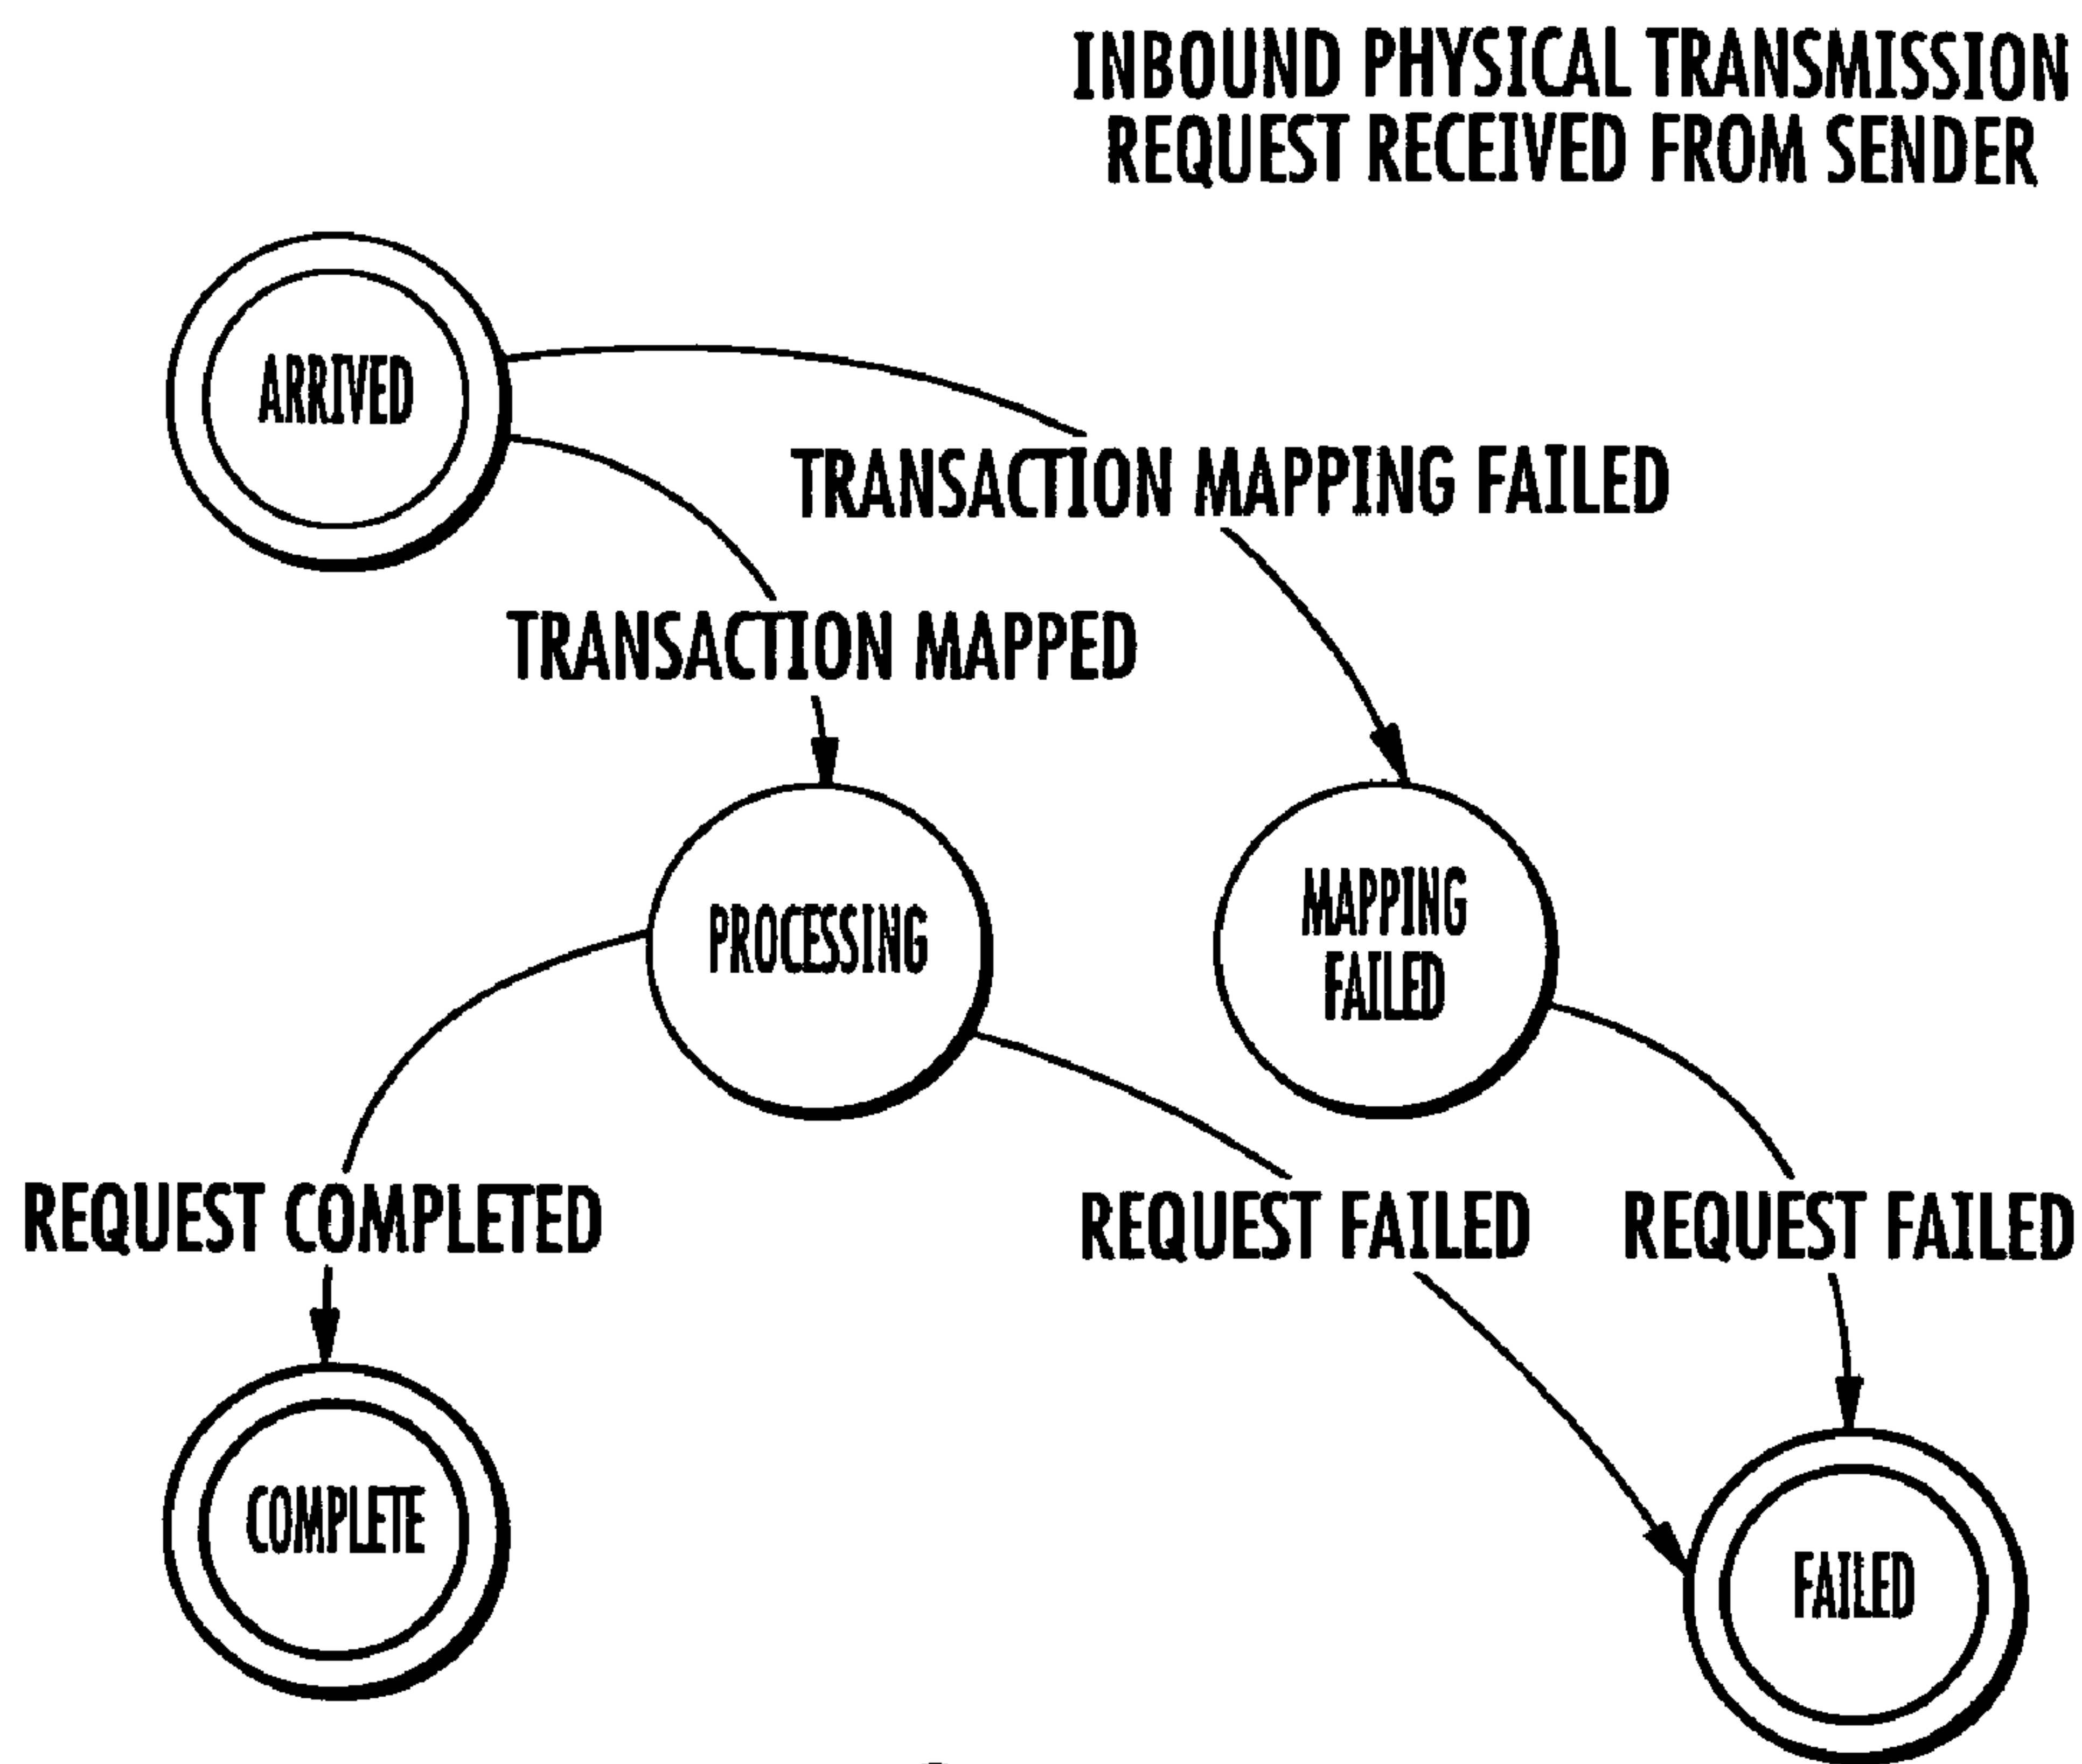 INBOUND PHYSICAL TRANSMISSION
REQUEST RECEIVED FROM SENDER
ARRIVED
TRANSACTION MAPPING FAILED
TRANSACTION MAPPED
PROCESSING
MAPPING
FAILED
REQUEST COMPLETED
REQUEST FAILED
REQUEST FAILED
COMPLETE
FAILED